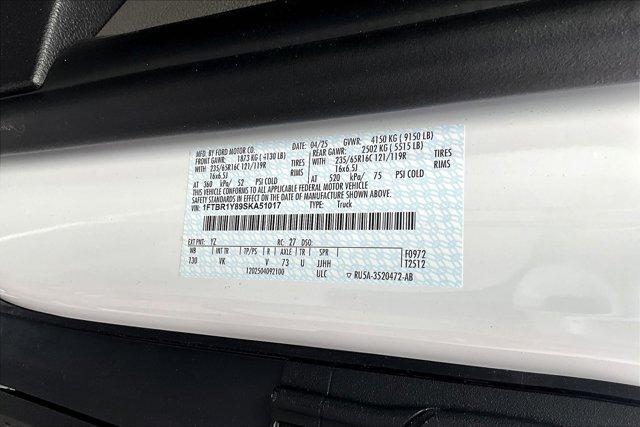 MFD. BY FORD MOTOR CO. DATE: 04/25 GVWR: 4150 KG ( 9150 LB)
FRONT GAWR: 1873 KG ( 4130 LB) REAR GAWR: 2502 KG ( 5515 LB)
WITH 235/65R16C 121/119R TIRES WITH 235/65R16C 121/119R TIRES
16x6.5J RIMS 16x6.5J RIMS
AT 360 kPa/ 52 PSI COLD AT 520 kPa/ 75 PSI COLD
THIS VEHICLE CONFORMS TO ALL APPLICABLE FEDERAL MOTOR VEHICLE
SAFETY STANDARDS IN EFFECT ON THE DATE OF MANUFACTURE SHOWN ABOVE.
VIN: 1FTBR1Y89SKA51017 TYPE: Truck
EXT PNT: YZ RC: 27 DSO:
WB INT TR TP/PS R AXLE TR SPR F0972
130 VK V 73 U JJHH T2512
1202504092100 ULC ▽ RU5A-3520472-AB